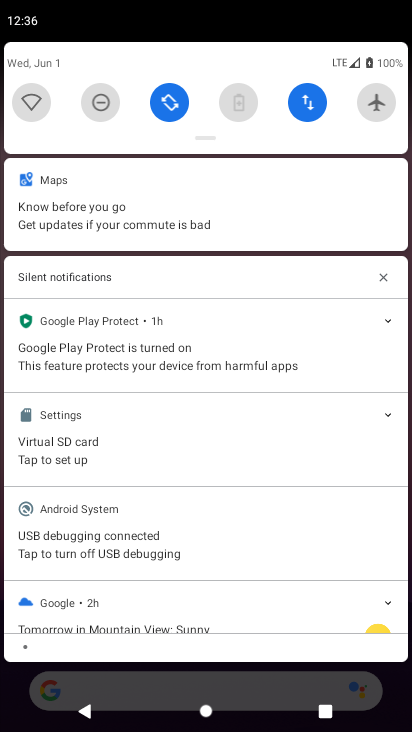 12:36
Wed, Jun 1 LTE 100%
Maps
Know before you go
Get updates if your commute is bad
Silent notifications
Google Play Protect • 1h
Google Play Protect is turned on
This feature protects your device from harmful apps
Settings
Virtual SD card
Tap to set up
Android System
USB debugging connected
Tap to turn off USB debugging
Google • 2h
Tomorrow in Mountain View: Sunny